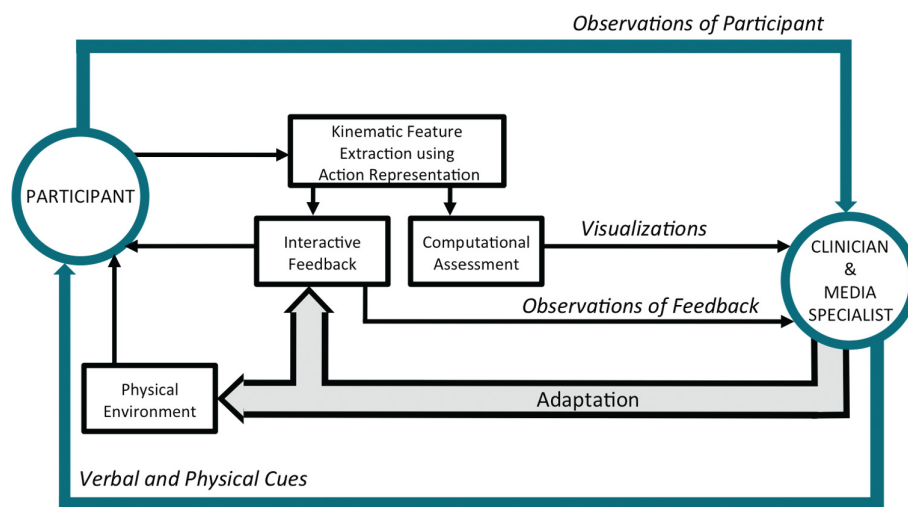 Observations of Participant
Kinematic Feature
Extraction using
Action Representation
PARTICIPANT
Interactive
Feedback
Computational
Assessment
Visualizations
CLINICIAN
&
MEDIA
SPECIALIST
Observations of Feedback
Physical
Environment
Adaptation
Verbal and Physical Cues